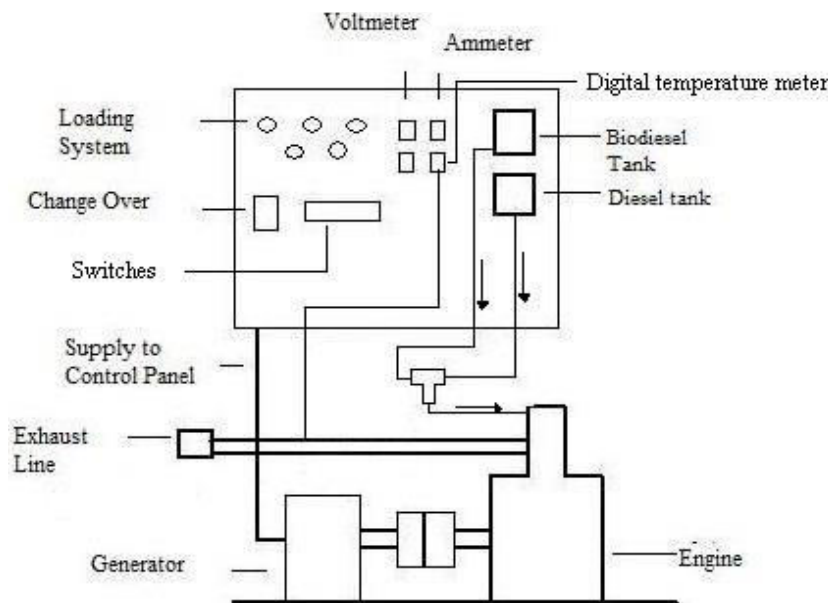 Voltmeter
Ammeter
Digital temperature meter
Loading
System
Biodiesel
Tank
Change Over
Diesel tank
Switches
Supply to
Control Panel
Exhaust
Line
Generator
Engine